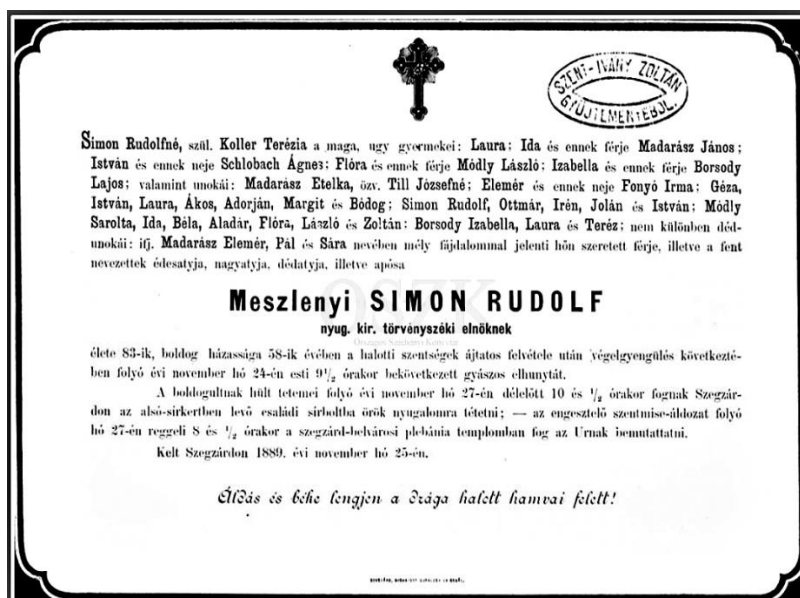 SZENT-IVÁNY ZOLTÁN
GYÜJTEMÉNYÉBŐL.
Simon Rudolfné, szül. Koller Terézia a maga, ugy gyermekei: Laura; Ida és ennek férje Madarász János;
István és ennek neje Schlobach Ágnes; Flóra és ennek férje Módly László; Izabella és ennek férje Borsody
Lajos; valamint unokái: Madarász Etelka, özv. Till Józsefné; Elemér és ennek neje Fonyó Irma; Géza,
István, Laura, Ákos, Adorján, Margit és Bódog; Simon Rudolf, Ottmár, Irén, Jolán és István; Módly
Sarolta, Ida, Béla, Aladár, Flóra, László és Zoltán; Borsody Izabella, Laura és Teréz; nem különben déd-
unokái: ifj. Madarász Elemér, Pál és Sára nevében mély fájdalommal jelenti hőn szeretett férje, illetve a fent
nevezettek édesatyja, nagyatyja, dédatyja, illetve apósa
OSZK
Országos Széchényi Könyvtár
Meszlenyi SIMON RUDOLF
nyug. kir. törvényszéki elnöknek
élete 83-ik, boldog házassága 58-ik évében a halotti szentségek ájtatos felvétele után végelgyengülés következté-
ben folyó évi november hó 24-én esti 9 1/2 órakor bekövetkezett gyászos elhunytát.
A boldogultnak hült tetemei folyó évi november hó 27-én délelőtt 10 és 1/2 órakor fognak Szegzár-
don az alsó-sirkertben levő családi sirboltba örök nyugalomra tétetni; — az engesztelő szentmise-áldozat folyó
hó 27-én reggeli 8 és 1/2 órakor a szegzárd-belvárosi plébánia templomban fog az Urnak bemutattatni.
Kelt Szegzárdon 1889. évi november hó 25-én.
Áldás és béke lengjen a drága halott hamvai felett!